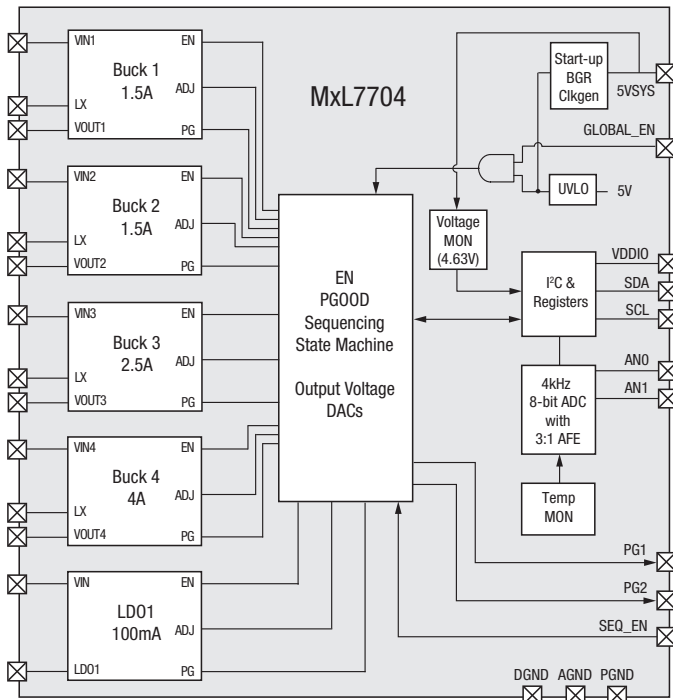 MxL7704
VIN1
Buck 1
1.5A
EN
ADJ
LX
VOUT1
PG
VIN2
Buck 2
1.5A
EN
ADJ
LX
VOUT2
PG
VIN3
Buck 3
2.5A
EN
ADJ
LX
VOUT3
PG
VIN4
Buck 4
4A
EN
ADJ
LX
VOUT4
PG
VIN
LDO1
100mA
EN
ADJ
LDO1
PG
EN
PGOOD
Sequencing
State Machine
Output Voltage
DACs
Start-up
BGR
Clkgen
5VSYS
GLOBAL_EN
UVLO
5V
Voltage
MON
(4.63V)
I²C &
Registers
VDDIO
SDA
SCL
4kHz
8-bit ADC
with
3:1 AFE
AN0
AN1
Temp
MON
PG1
PG2
SEQ_EN
DGND AGND PGND